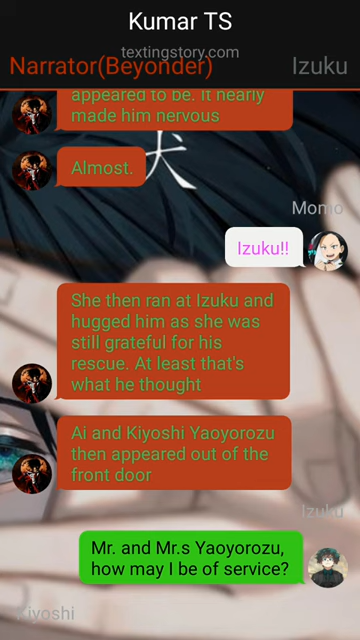 Kumar TS
textingstory.com
Narrator(Beyonder) Izuku
appeared to be. It nearly
made him nervous
Almost.
犬
Momo
Izuku!!
She then ran at Izuku and
hugged him as she was
still grateful for his
rescue. At least that's
what he thought
Ai and Kiyoshi Yaoyorozu
then appeared out of the
front door
Izuku
Mr. and Mr.s Yaoyorozu,
how may I be of service?
Kiyoshi